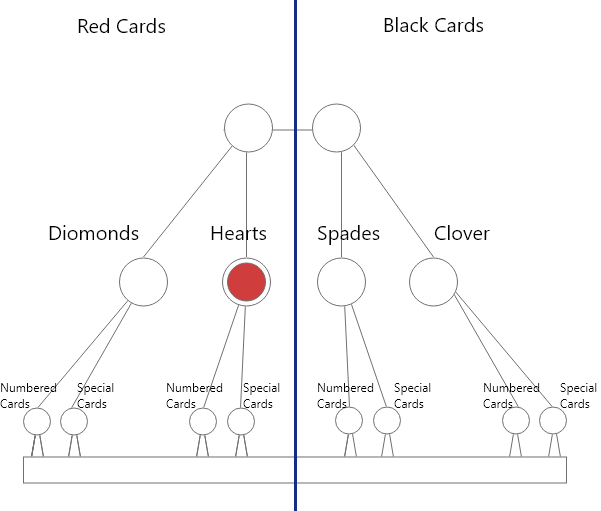 Red Cards
Black Cards
Diomonds
Hearts
Spades
Clover
Numbered
Cards
Special
Cards
Numbered
Cards
Special
Cards
Numbered
Cards
Special
Cards
Numbered
Cards
Special
Cards